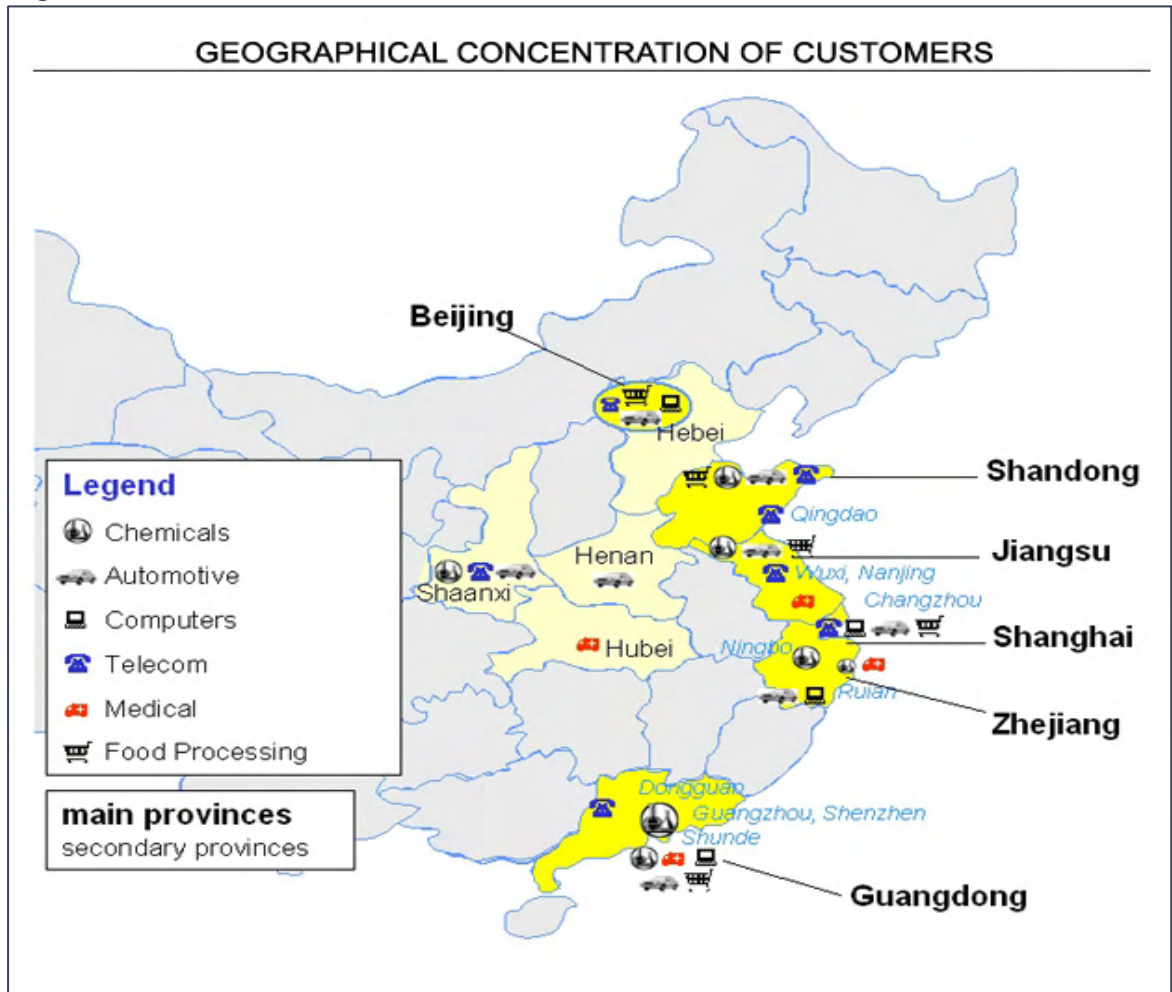 GEOGRAPHICAL CONCENTRATION OF CUSTOMERS
Beijing
Hebei
Shandong
Qingdao
Jiangsu
Henan
Wuxi, Nanjing
Shaanxi
Changzhou
Shanghai
Ningbo
Hubei
Ruian
Zhejiang
Legend
Chemicals
Automotive
Computers
Telecom
Medical
Food Processing
main provinces
secondary provinces
Dongguan
Guangzhou, Shenzhen
Shunde
Guangdong